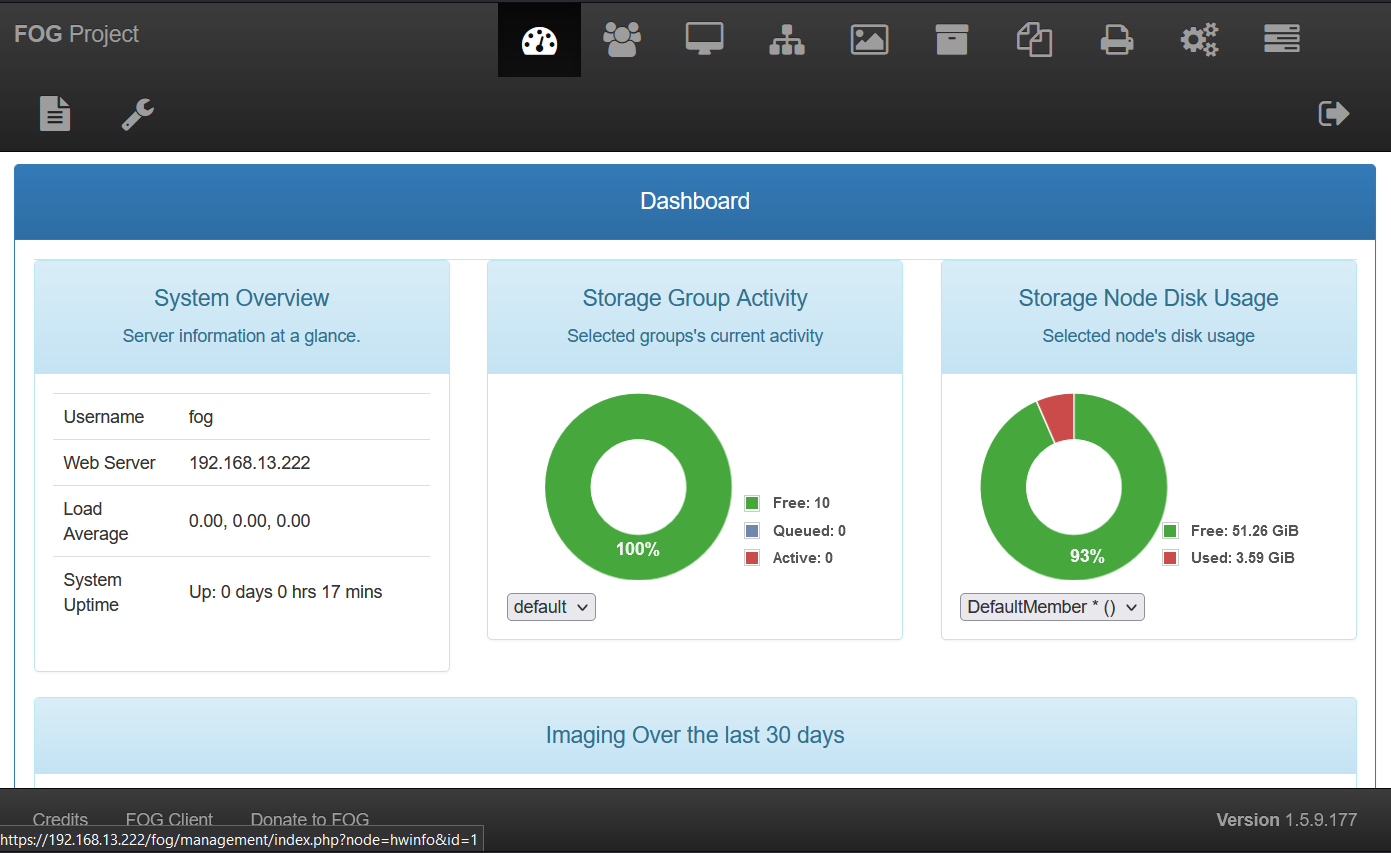 FOG Project
Dashboard
System Overview
Server information at a glance.
Username fog
Web Server 192.168.13.222
Load Average 0.00, 0.00, 0.00
System Uptime Up: 0 days 0 hrs 17 mins
Storage Group Activity
Selected groups's current activity
100%
Free: 10
Queued: 0
Active: 0
default
Storage Node Disk Usage
Selected node's disk usage
93%
Free: 51.26 GiB
Used: 3.59 GiB
DefaultMember * ()
Imaging Over the last 30 days
Credits FOG Client Donate to FOG Version 1.5.9.177
https://192.168.13.222/fog/management/index.php?node=hwinfo&id=1